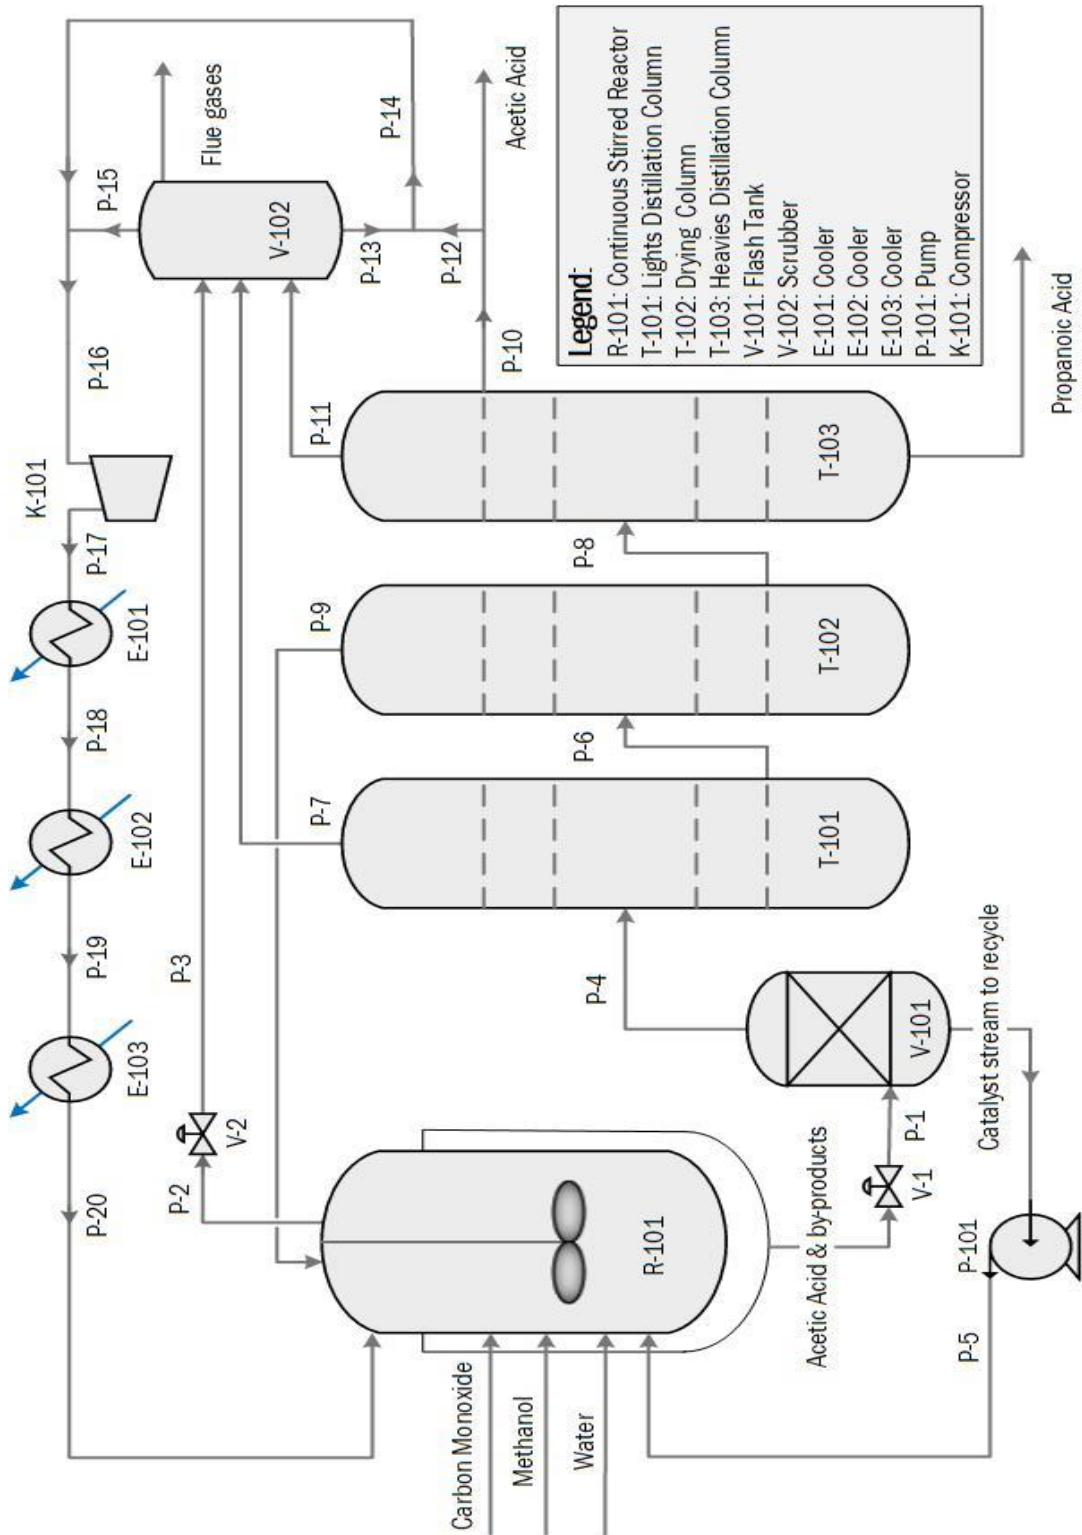 P-14
P-15
Flue gases
V-102
P-13
P-12
Acetic Acid
P-10
P-16
K-101
P-11
T-103
Propanoic Acid
P-17
P-8
E-101
P-9
T-102
P-18
P-6
E-102
P-7
T-101
P-19
P-3
P-4
E-103
V-101
Catalyst stream to recycle
P-1
V-2
V-1
P-2
P-20
R-101
Acetic Acid & by-products
P-101
P-5
Carbon Monoxide
Methanol
Water
Legend:
R-101: Continuous Stirred Reactor
T-101: Lights Distillation Column
T-102: Drying Column
T-103: Heavies Distillation Column
V-101: Flash Tank
V-102: Scrubber
E-101: Cooler
E-102: Cooler
E-103: Cooler
P-101: Pump
K-101: Compressor